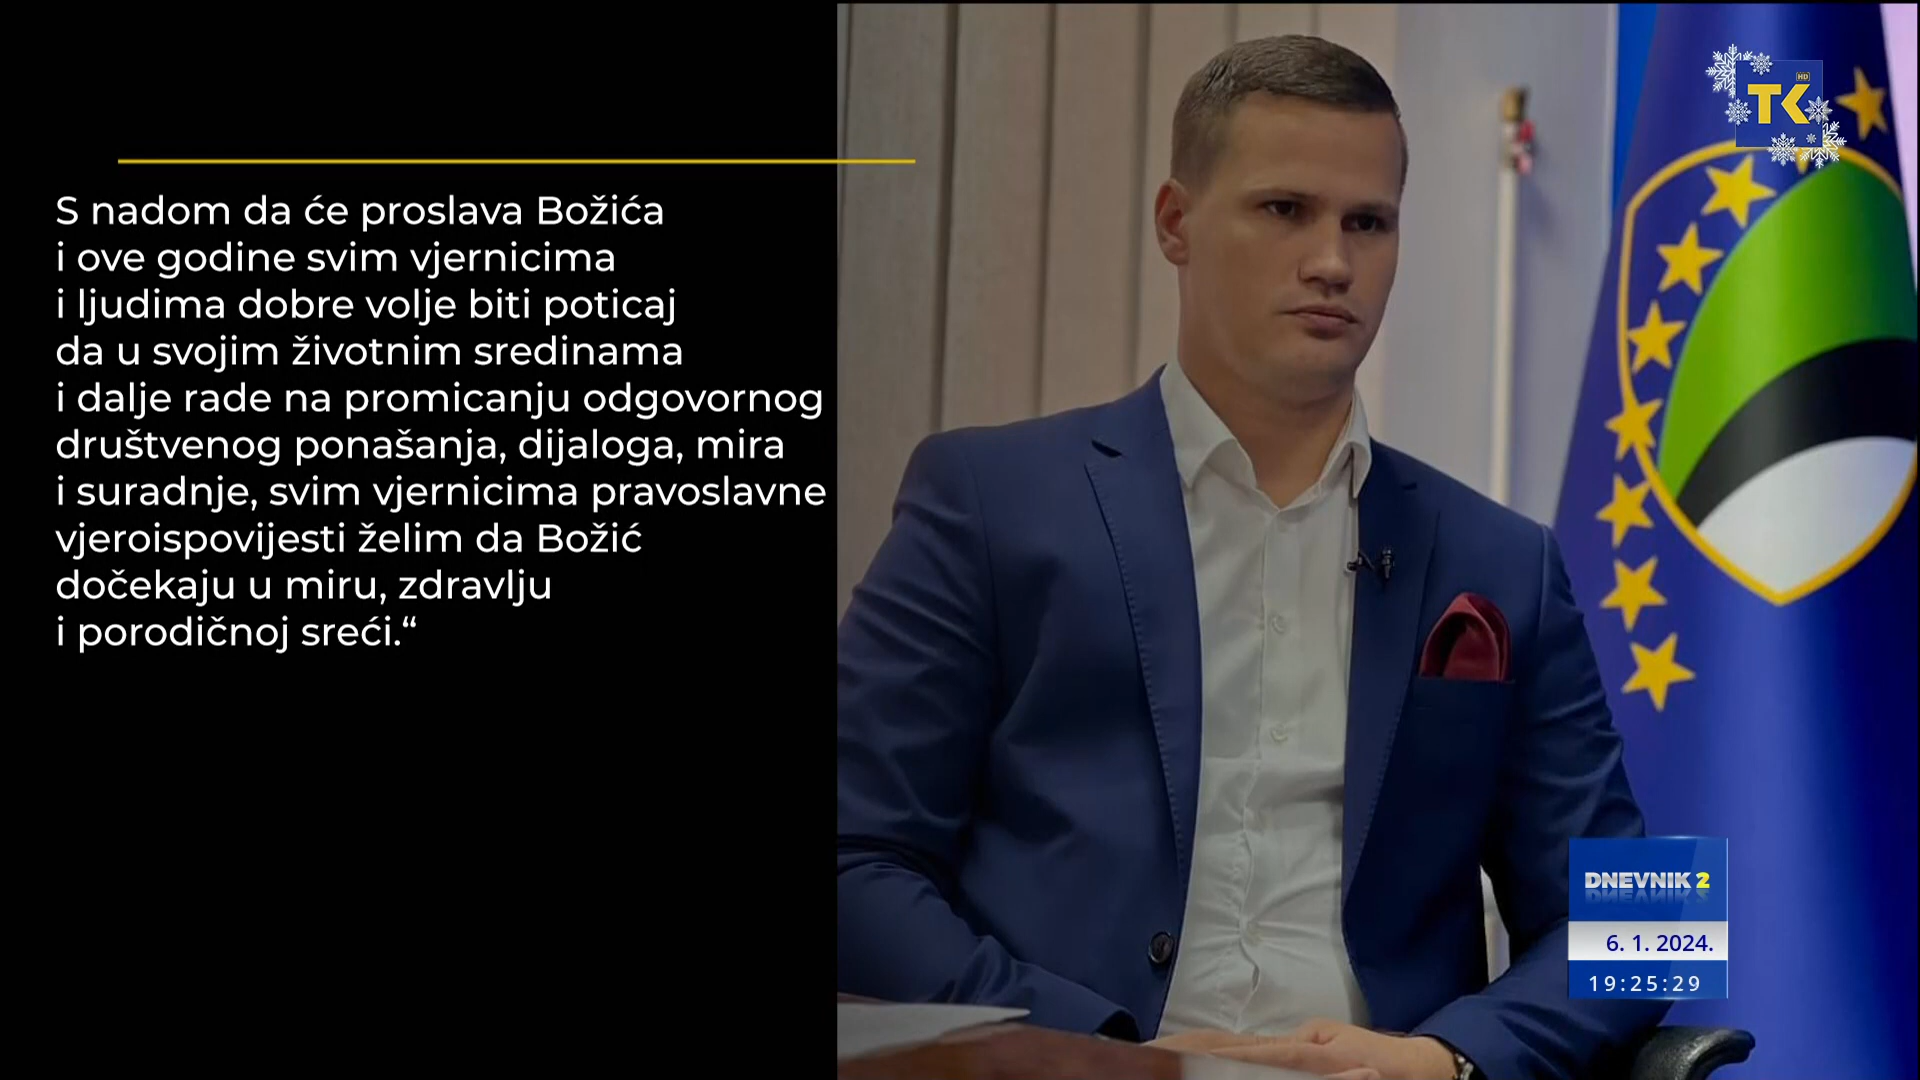 S nadom da će proslava Božića
i ove godine svim vjernicima
i ljudima dobre volje biti poticaj
da u svojim životnim sredinama
i dalje rade na promicanju odgovornog
društvenog ponašanja, dijaloga, mira
i suradnje, svim vjernicima pravoslavne
vjeroispovijesti želim da Božić
dočekaju u miru, zdravlju
i porodičnoj sreći.“
HD
TK
DNEVNIK 2
6. 1. 2024.
19:25:29